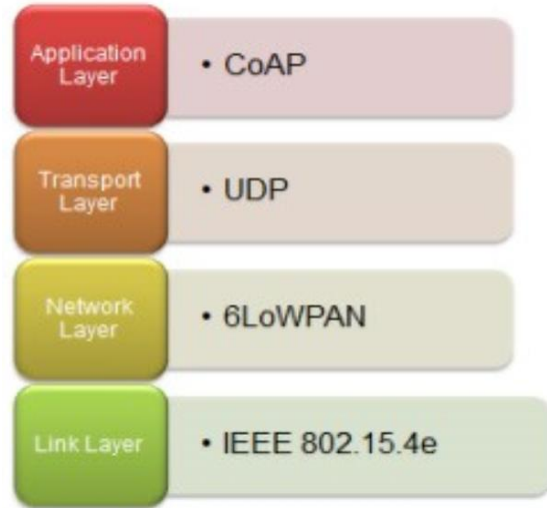 Application
Layer
• CoAP
Transport
Layer
• UDP
Network
Layer
• 6LoWPAN
Link Layer
• IEEE 802.15.4e